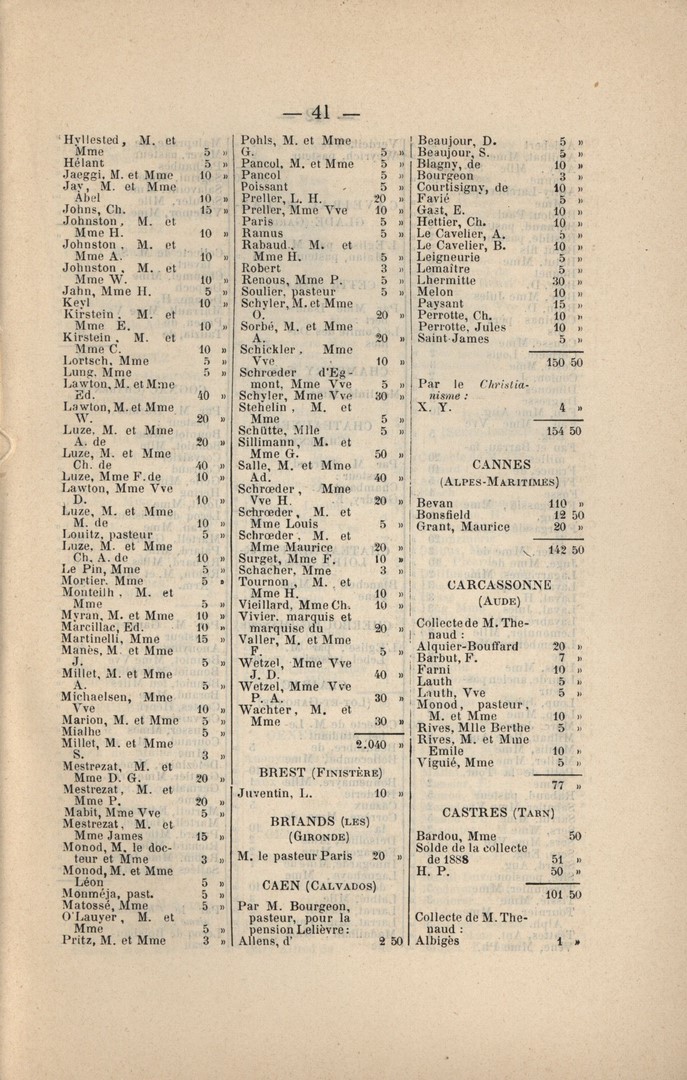 — 41 —
Hyllested, M. et
Mme 5 »
Hélant 5 »
Jaeggi, M. et Mme 10 »
Jay, M. et Mme
Abel 10 »
Johns, Ch. 15 »
Johnston, M. et
Mme H. 10 »
Johnston, M. et
Mme A. 10 »
Johnston, M. et
Mme W. 10 »
Jahn, Mme H. 5 »
Keyl 10 »
Kirstein, M. et
Mme E. 10 »
Kirstein, M. et
Mme C. 10 »
Lortsch, Mme 5 »
Lung, Mme 5 »
Lawton, M. et Mme
Ed. 40 »
Lawton, M. et Mme
W. 20 »
Luze, M. et Mme
A. de 20 »
Luze, M. et Mme
Ch. de 40 »
Luze, Mme F. de 10 »
Lawton, Mme Vve
D. 10 »
Luze, M. et Mme
M. de 10 »
Lonitz, pasteur 5 »
Luze, M. et Mme
Ch. A. de 10 »
Le Pin, Mme 5 »
Mortier, Mme 5 »
Monteilh, M. et
Mme 5 »
Myran, M. et Mme 10 »
Marcillac, Ed. 10 »
Martinelli, Mme 15 »
Manès, M. et Mme
J. 5 »
Millet, M. et Mme
A. 5 »
Michaelsen, Mme
Vve 10 »
Marion, M. et Mme 5 »
Mialhe 5 »
Millet, M. et Mme
S. 3 »
Mestrezat, M. et
Mme D. G. 20 »
Mestrezat, M. et
Mme P. 20 »
Mabit, Mme Vve 5 »
Mestrezat, M. et
Mme James 15 »
Monod, M. le doc-
teur et Mme 3 »
Monod, M. et Mme
Léon 5 »
Monméja, past. 5 »
Matossé, Mme 5 »
O'Lauyer, M. et
Mme 5 »
Pritz, M. et Mme 3 »
Pohls, M. et Mme
G. 5 »
Pancol, M. et Mme 5 »
Pancol 5 »
Poissant 5 »
Preller, L. H. 20 »
Preller, Mme Vve 10 »
Paris 5 »
Ramus 5 »
Rabaud, M. et
Mme H. 5 »
Robert 3 »
Renous, Mme P. 5 »
Soulier, pasteur 5 »
Schyler, M. et Mme
O. 20 »
Sorbé, M. et Mme
A. 20 »
Schickler, Mme
Vve 10 »
Schrœder d'Eg-
mont, Mme Vve 5 »
Schyler, Mme Vve 30 »
Stehelin, M. et
Mme 5 »
Schütte, Mlle 5 »
Sillimann, M. et
Mme G. 50 »
Salle, M. et Mme
Ad. 40 »
Schrœder, Mme
Vve H. 20 »
Schrœder, M. et
Mme Louis 5 »
Schrœder, M. et
Mme Maurice 20 »
Surget, Mme F. 10 »
Schacher, Mme 3 »
Tournon, M. et
Mme H. 10 »
Vieillard, Mme Ch. 10 »
Vivier, marquis et
marquise du 20 »
Valler, M. et Mme
F. 5 »
Wetzel, Mme Vve
J. D. 40 »
Wetzel, Mme Vve
P. A. 30 »
Wachter, M. et
Mme 30 »
2.040 »
BREST (FINISTÈRE)
Juventin, L. 10 »
BRIANDS (LES)
(GIRONDE)
M. le pasteur Paris 20 »
CAEN (CALVADOS)
Par M. Bourgeon,
pasteur, pour la
pension Lelièvre :
Allens, d' 2 50
Beaujour, D. 5 »
Beaujour, S. 5 »
Blagny, de 10 »
Bourgeon 3 »
Courtisigny, de 10 »
Favié 5 »
Gast, E. 10 »
Hettier, Ch. 10 »
Le Cavelier, A. 5 »
Le Cavelier, B. 10 »
Leigneurie 5 »
Lemaître 5 »
Lhermitte 30 »
Melon 10 »
Paysant 15 »
Perrotte, Ch. 10 »
Perrotte, Jules 10 »
Saint-James 5 »
150 50
Par le Christia-
nisme :
X. Y. 4 »
154 50
CANNES
(ALPES-MARITIMES)
Bevan 110 »
Bonsfield 12 50
Grant, Maurice 20 »
142 50
CARCASSONNE
(AUDE)
Collecte de M. The-
naud :
Alquier-Bouffard 20 »
Barbut, F. 7 »
Farni 10 »
Lauth 5 »
Lauth, Vve 5 »
Monod, pasteur,
M. et Mme 10 »
Rives, Mlle Berthe 5 »
Rives, M. et Mme
Emile 10 »
Viguié, Mme 5 »
77 »
CASTRES (TARN)
Bardou, Mme 50
Solde de la collecte
de 1888 51 »
H. P. 50 »
101 50
Collecte de M. The-
naud :
Albigès 1 »